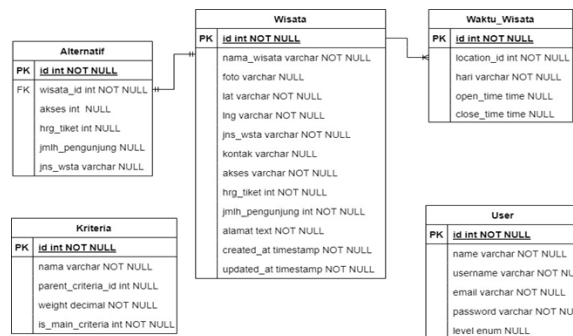 Alternatif
PK id int NOT NULL
FK wisata_id int NOT NULL
akses int NULL
hrg_tiket int NULL
jmlh_pengunjung NULL
jns_wsta varchar NULL
Wisata
PK id int NOT NULL
nama_wisata varchar NOT NULL
foto varchar NULL
lat varchar NOT NULL
lng varchar NOT NULL
jns_wsta varchar NOT NULL
kontak varchar NULL
akses varchar NOT NULL
hrg_tiket int NOT NULL
jmlh_pengunjung int NOT NULL
alamat text NOT NULL
created_at timestamp NOT NULL
updated_at timestamp NOT NULL
Waktu_Wisata
PK id int NOT NULL
location_id int NOT NULL
hari varchar NOT NULL
open_time time NULL
close_time time NULL
Kriteria
PK id int NOT NULL
nama varchar NOT NULL
parent_criteria_id int NULL
weight decimal NOT NULL
is_main_criteria int NOT NULL
User
PK id int NOT NULL
name varchar NOT NULL
username varchar NOT NU
email varchar NOT NULL
password varchar NOT NU
level enum NULL